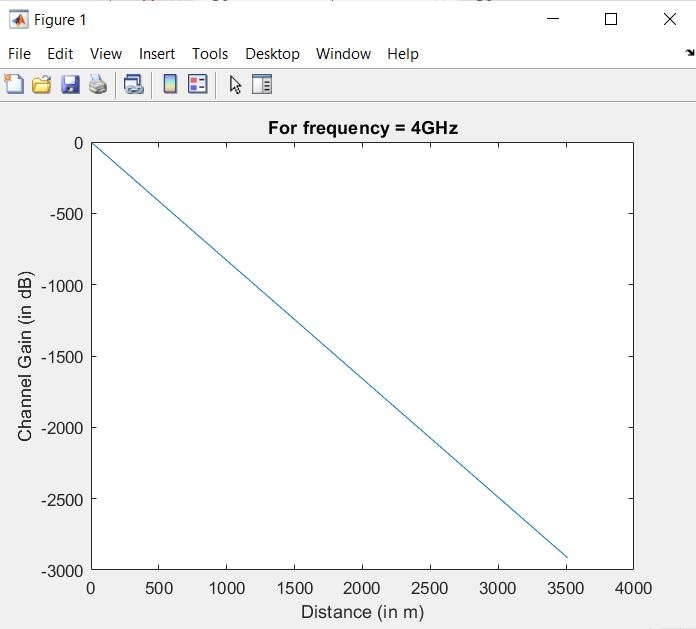 Figure 1
File Edit View Insert Tools Desktop Window Help
For frequency = 4GHz
0
-500
-1000
-1500
-2000
-2500
-3000
Channel Gain (in dB)
0 500 1000 1500 2000 2500 3000 3500 4000
Distance (in m)